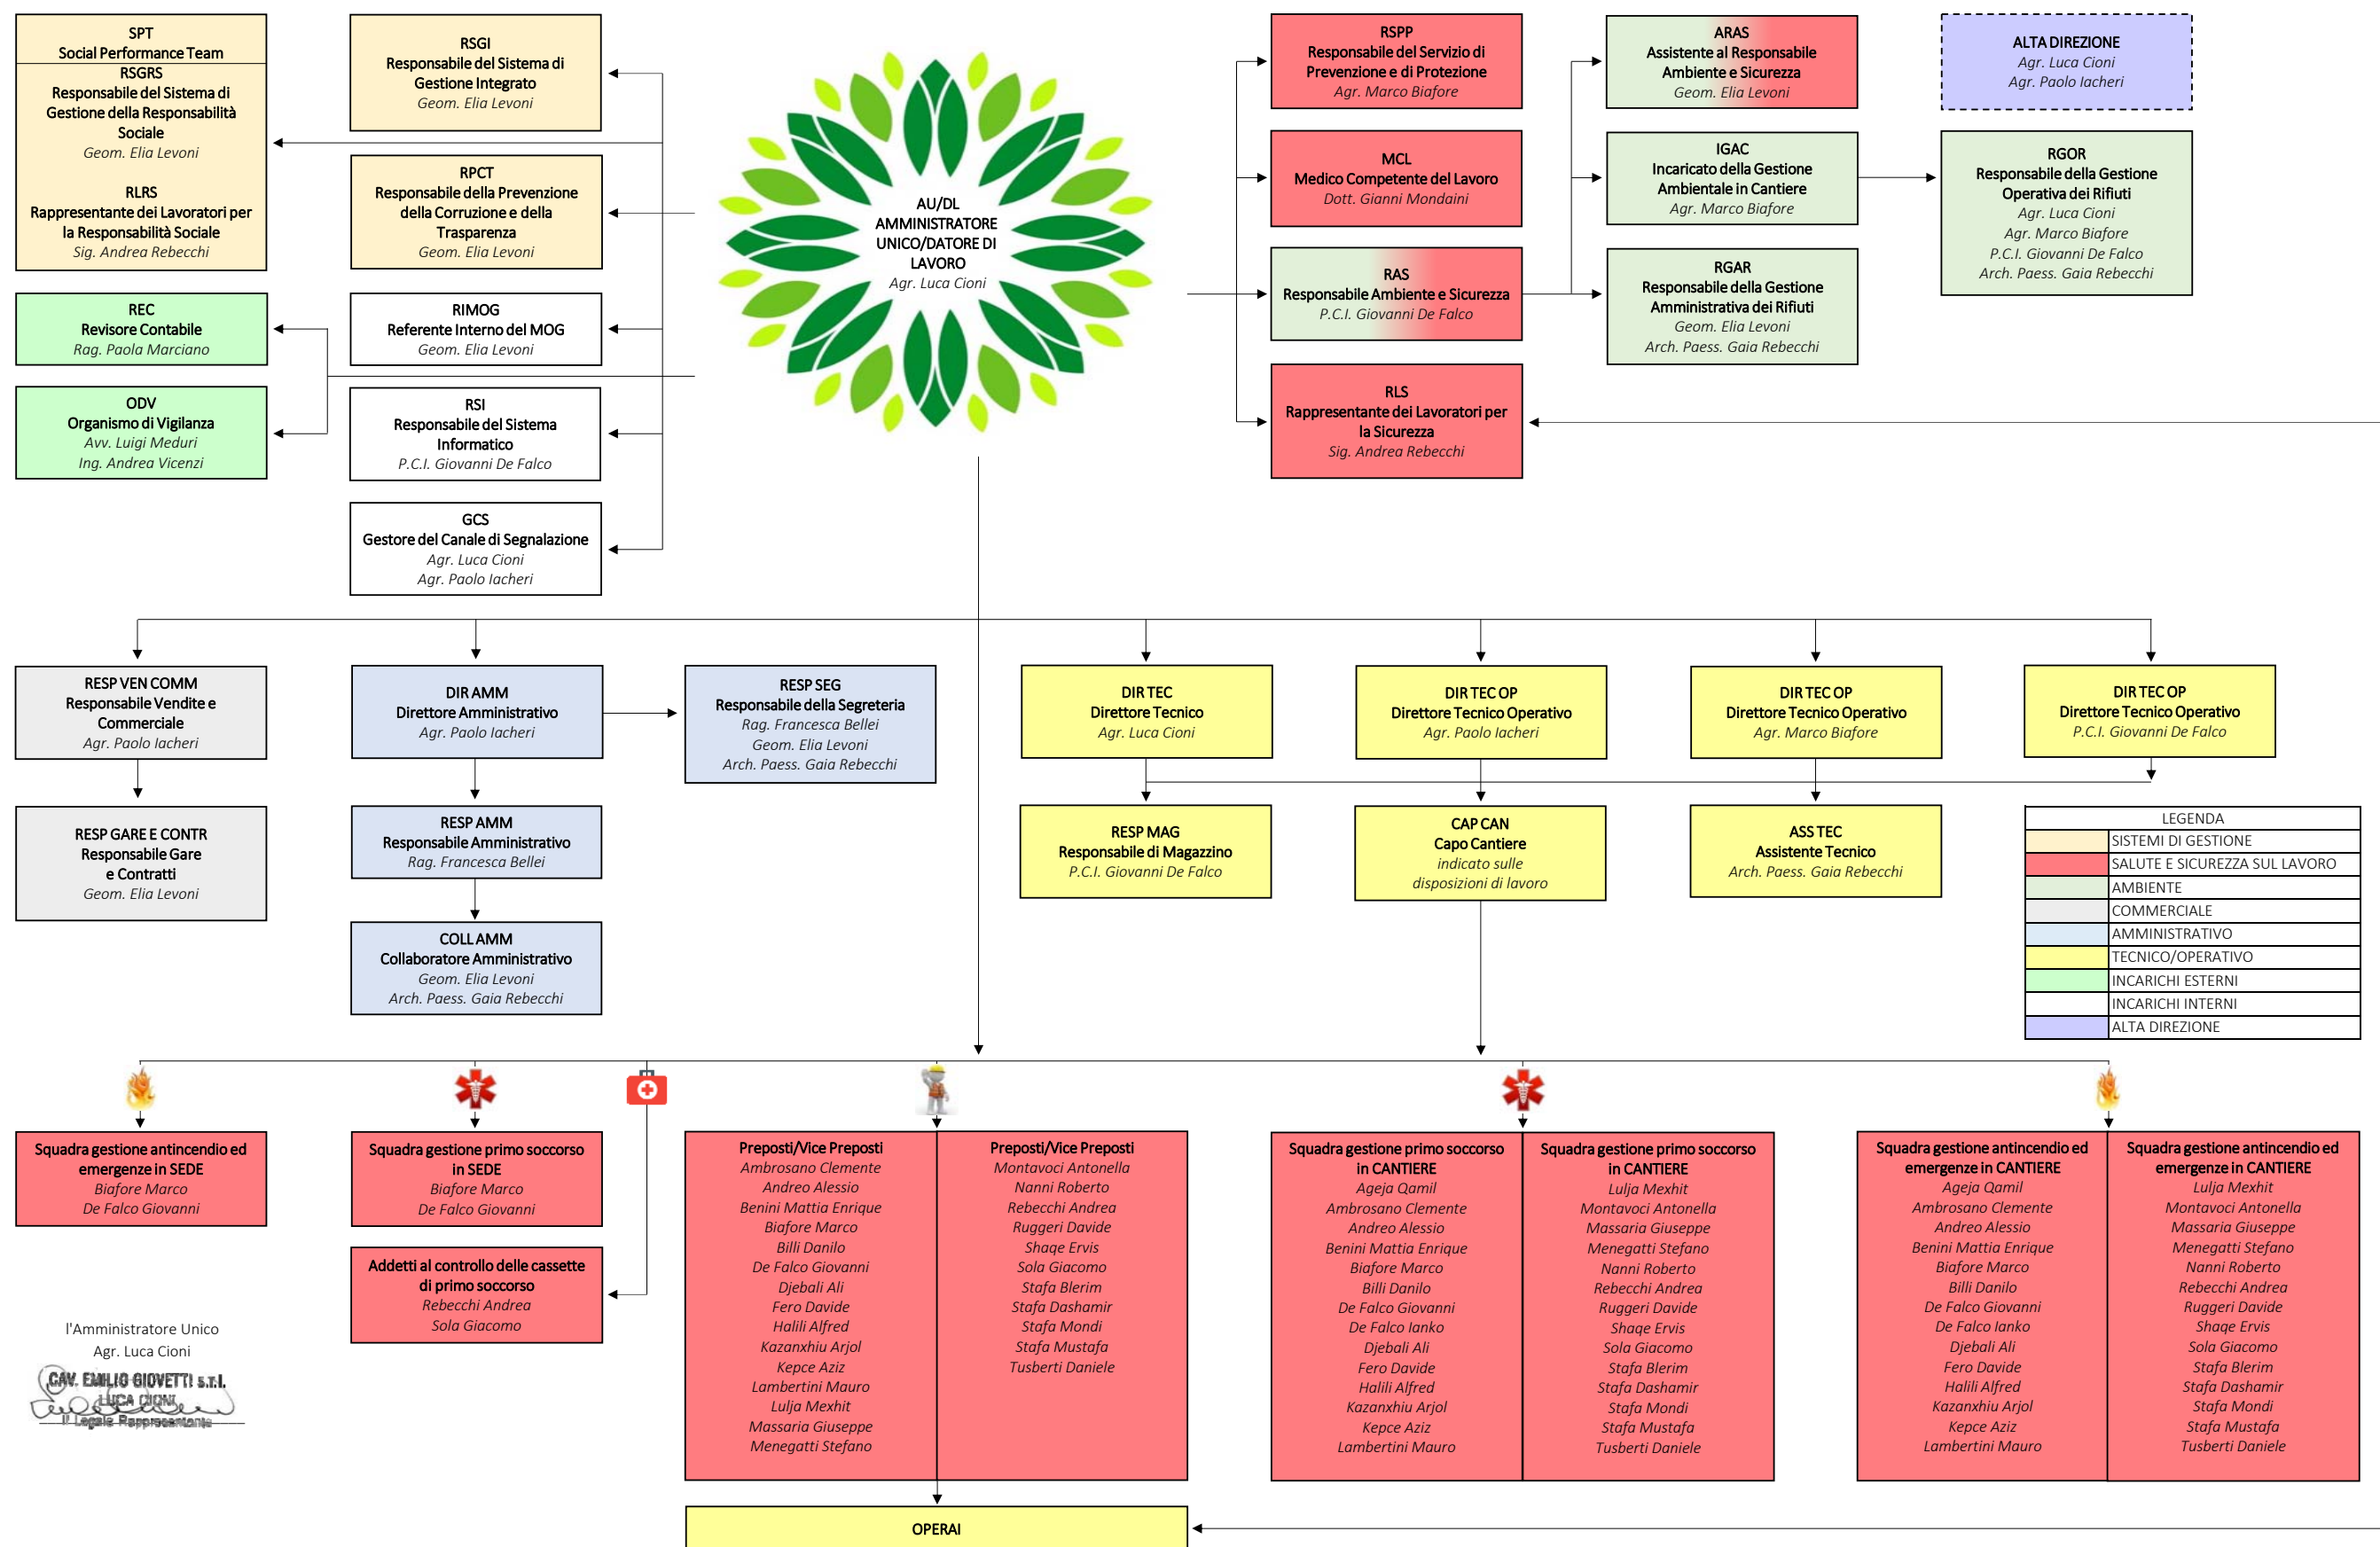 SPT
Social Performance Team
RSGRS
Responsabile del Sistema di
Gestione della Responsabilità
Sociale
Geom. Elia Levoni
RLRS
Rappresentante dei Lavoratori per
la Responsabilità Sociale
Sig. Andrea Rebecchi
REC
Revisore Contabile
Rag. Paola Marciano
ODV
Organismo di Vigilanza
Avv. Luigi Meduri
Ing. Andrea Vicenzi
RSGI
Responsabile del Sistema di
Gestione Integrato
Geom. Elia Levoni
RPCT
Responsabile della Prevenzione
della Corruzione e della
Trasparenza
Geom. Elia Levoni
RIMOG
Referente Interno del MOG
Geom. Elia Levoni
RSI
Responsabile del Sistema
Informatico
P.C.I. Giovanni De Falco
GCS
Gestore del Canale di Segnalazione
Agr. Luca Cioni
Agr. Paolo Iacheri
AU/DL
AMMINISTRATORE
UNICO/DATORE DI
LAVORO
Agr. Luca Cioni
RSPP
Responsabile del Servizio di
Prevenzione e di Protezione
Agr. Marco Biafore
MCL
Medico Competente del Lavoro
Dott. Gianni Mondaini
RAS
Responsabile Ambiente e Sicurezza
P.C.I. Giovanni De Falco
RLS
Rappresentante dei Lavoratori per
la Sicurezza
Sig. Andrea Rebecchi
ARAS
Assistente al Responsabile
Ambiente e Sicurezza
Geom. Elia Levoni
IGAC
Incaricato della Gestione
Ambientale in Cantiere
Agr. Marco Biafore
RGAR
Responsabile della Gestione
Amministrativa dei Rifiuti
Geom. Elia Levoni
Arch. Paess. Gaia Rebecchi
ALTA DIREZIONE
Agr. Luca Cioni
Agr. Paolo Iacheri
RGOR
Responsabile della Gestione
Operativa dei Rifiuti
Agr. Luca Cioni
Agr. Marco Biafore
P.C.I. Giovanni De Falco
Arch. Paess. Gaia Rebecchi
RESP VEN COMM
Responsabile Vendite e
Commerciale
Agr. Paolo Iacheri
RESP GARE E CONTR
Responsabile Gare
e Contratti
Geom. Elia Levoni
DIR AMM
Direttore Amministrativo
Agr. Paolo Iacheri
RESP AMM
Responsabile Amministrativo
Rag. Francesca Bellei
COLL AMM
Collaboratore Amministrativo
Geom. Elia Levoni
Arch. Paess. Gaia Rebecchi
RESP SEG
Responsabile della Segreteria
Rag. Francesca Bellei
Geom. Elia Levoni
Arch. Paess. Gaia Rebecchi
DIR TEC
Direttore Tecnico
Agr. Luca Cioni
DIR TEC OP
Direttore Tecnico Operativo
Agr. Paolo Iacheri
DIR TEC OP
Direttore Tecnico Operativo
Agr. Marco Biafore
DIR TEC OP
Direttore Tecnico Operativo
P.C.I. Giovanni De Falco
RESP MAG
Responsabile di Magazzino
P.C.I. Giovanni De Falco
CAP CAN
Capo Cantiere
indicato sulle
disposizioni di lavoro
ASS TEC
Assistente Tecnico
Arch. Paess. Gaia Rebecchi
LEGENDA
SISTEMI DI GESTIONE
SALUTE E SICUREZZA SUL LAVORO
AMBIENTE
COMMERCIALE
AMMINISTRATIVO
TECNICO/OPERATIVO
INCARICHI ESTERNI
INCARICHI INTERNI
ALTA DIREZIONE
Squadra gestione antincendio ed
emergenze in SEDE
Biafore Marco
De Falco Giovanni
Squadra gestione primo soccorso
in SEDE
Biafore Marco
De Falco Giovanni
Addetti al controllo delle cassette
di primo soccorso
Rebecchi Andrea
Sola Giacomo
Preposti/Vice Preposti
Ambrosano Clemente
Andreo Alessio
Benini Mattia Enrique
Biafore Marco
Billi Danilo
De Falco Giovanni
Djebali Ali
Fero Davide
Halili Alfred
Kazanxhiu Arjol
Kepce Aziz
Lambertini Mauro
Lulja Mexhit
Massaria Giuseppe
Menegatti Stefano
Preposti/Vice Preposti
Montavoci Antonella
Nanni Roberto
Rebecchi Andrea
Ruggeri Davide
Shaqe Ervis
Sola Giacomo
Stafa Blerim
Stafa Dashamir
Stafa Mondi
Stafa Mustafa
Tusberti Daniele
Squadra gestione primo soccorso
in CANTIERE
Ageja Qamil
Ambrosano Clemente
Andreo Alessio
Benini Mattia Enrique
Biafore Marco
Billi Danilo
De Falco Giovanni
De Falco Ianko
Djebali Ali
Fero Davide
Halili Alfred
Kazanxhiu Arjol
Kepce Aziz
Lambertini Mauro
Squadra gestione primo soccorso
in CANTIERE
Lulja Mexhit
Montavoci Antonella
Massaria Giuseppe
Menegatti Stefano
Nanni Roberto
Rebecchi Andrea
Ruggeri Davide
Shaqe Ervis
Sola Giacomo
Stafa Blerim
Stafa Dashamir
Stafa Mondi
Stafa Mustafa
Tusberti Daniele
Squadra gestione antincendio ed
emergenze in CANTIERE
Ageja Qamil
Ambrosano Clemente
Andreo Alessio
Benini Mattia Enrique
Biafore Marco
Billi Danilo
De Falco Giovanni
De Falco Ianko
Djebali Ali
Fero Davide
Halili Alfred
Kazanxhiu Arjol
Kepce Aziz
Lambertini Mauro
Squadra gestione antincendio ed
emergenze in CANTIERE
Lulja Mexhit
Montavoci Antonella
Massaria Giuseppe
Menegatti Stefano
Nanni Roberto
Rebecchi Andrea
Ruggeri Davide
Shaqe Ervis
Sola Giacomo
Stafa Blerim
Stafa Dashamir
Stafa Mondi
Stafa Mustafa
Tusberti Daniele
l'Amministratore Unico
Agr. Luca Cioni
CAV. EMILIO GIOVETTI s.r.l.
LUCA CIONI
Il Legale Rappresentante
OPERAI